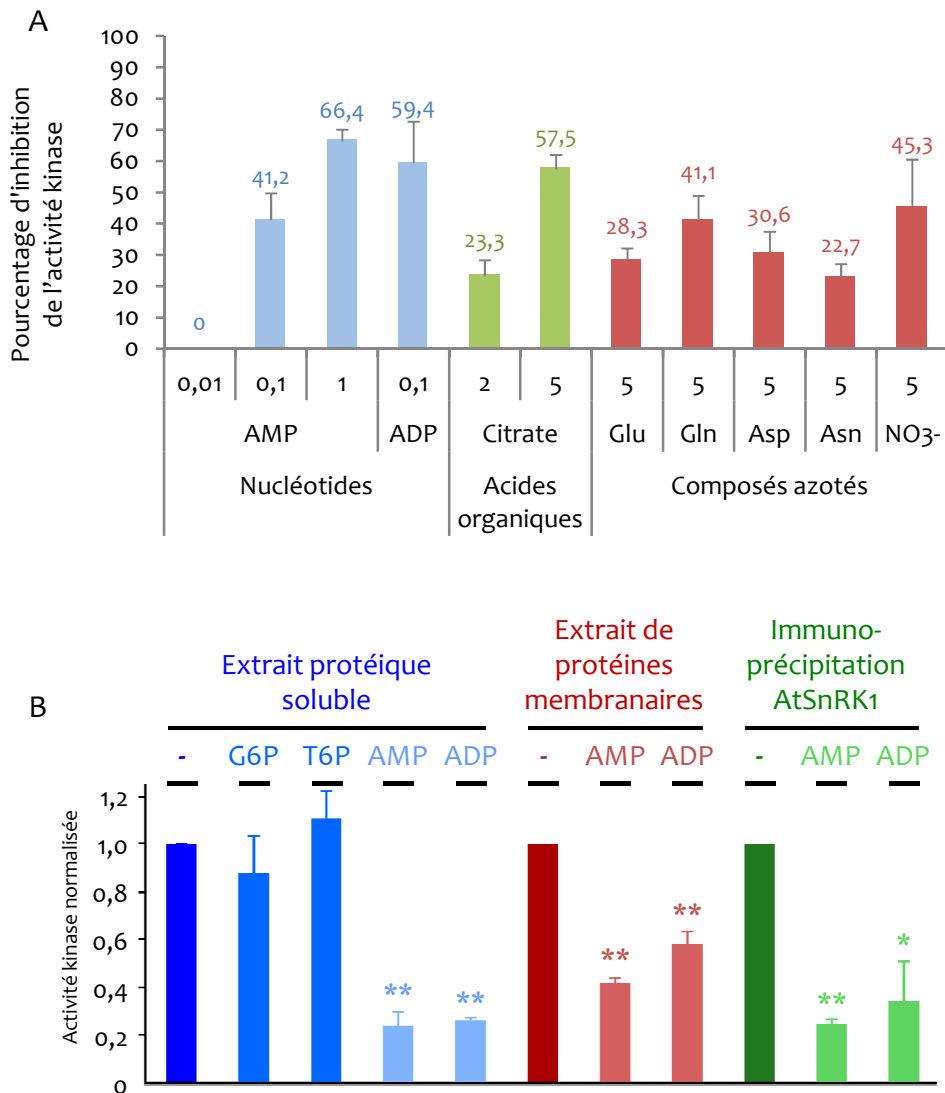 A
Pourcentage d'inhibition
de l'activité kinase
100
90
80
70
60
50
40
30
20
10
0
0
41,2
66,4
59,4
23,3
57,5
28,3
41,1
30,6
22,7
45,3
0,01 0,1 1 0,1 2 5 5 5 5 5 5
AMP ADP Citrate Glu Gln Asp Asn NO3-
Nucléotides Acides organiques Composés azotés
B
Extrait protéique
soluble
Extrait de
protéines
membranaires
Immuno-
précipitation
AtSnRK1
- G6P T6P AMP ADP - AMP ADP - AMP ADP
Activité kinase normalisée
1,2
1,0
0,8
0,6
0,4
0,2
0
** ** ** ** ** *